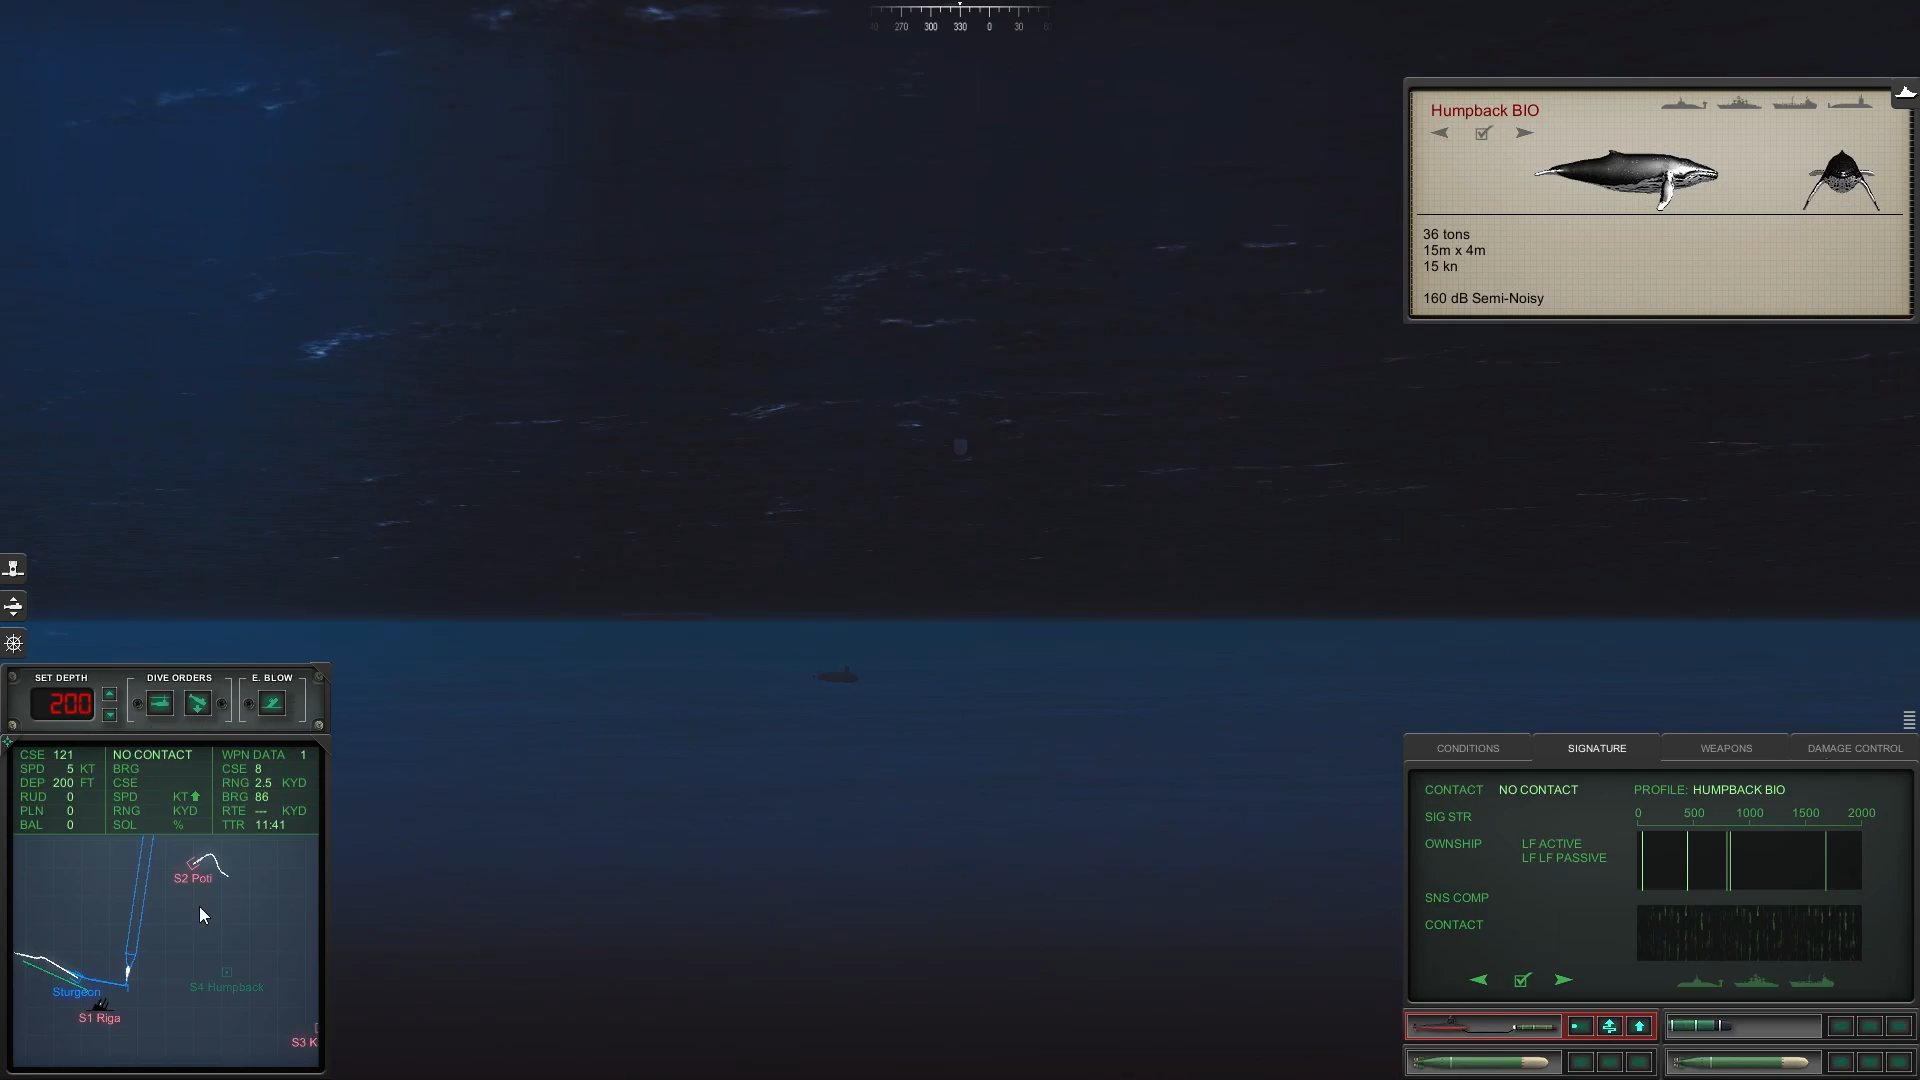 270 300 330 0 30
Humpback BIO
36 tons
15m x 4m
15 kn
160 dB Semi-Noisy
SET DEPTH DIVE ORDERS E. BLOW
200
CSE 121 NO CONTACT WPN DATA 1
SPD 5 KT BRG CSE 8
DEP 200 FT CSE RNG 2.5 KYD
RUD 0 SPD KT BRG 86
PLN 0 RNG KYD RTE --- KYD
BAL 0 SOL % TTR 11:41
S2 Poti
S4 Humpback
Sturgeon
S1 Riga
S3 K
CONDITIONS SIGNATURE WEAPONS DAMAGE CONTROL
CONTACT NO CONTACT PROFILE: HUMPBACK BIO
SIG STR 0 500 1000 1500 2000
OWNSHIP LF ACTIVE
LF LF PASSIVE
SNS COMP
CONTACT